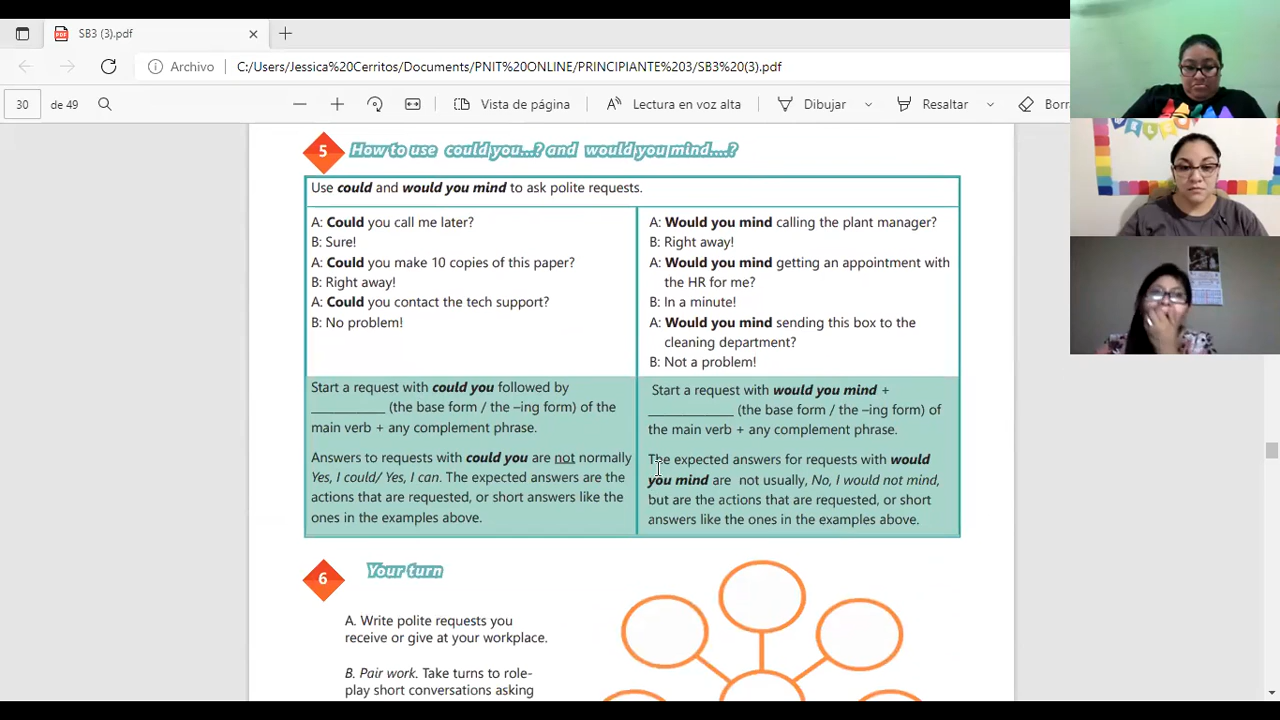 SB3 (3).pdf
Archivo C:/Users/Jessica%20Cerritos/Documents/PNIT%20ONLINE/PRINCIPIANTE%203/SB3%20(3).pdf
30 de 49 Vista de página Lectura en voz alta Dibujar Resaltar Borra
5 How to use could you...? and would you mind....?
Use could and would you mind to ask polite requests.
A: Could you call me later?
B: Sure!
A: Could you make 10 copies of this paper?
B: Right away!
A: Could you contact the tech support?
B: No problem!
A: Would you mind calling the plant manager?
B: Right away!
A: Would you mind getting an appointment with
the HR for me?
B: In a minute!
A: Would you mind sending this box to the
cleaning department?
B: Not a problem!
Start a request with could you followed by
___________ (the base form / the –ing form) of the
main verb + any complement phrase.
Answers to requests with could you are not normally
Yes, I could/ Yes, I can. The expected answers are the
actions that are requested, or short answers like the
ones in the examples above.
Start a request with would you mind +
_____________ (the base form / the –ing form) of
the main verb + any complement phrase.
The expected answers for requests with would
you mind are not usually, No, I would not mind,
but are the actions that are requested, or short
answers like the ones in the examples above.
6 Your turn
A. Write polite requests you
receive or give at your workplace.
B. Pair work. Take turns to role-
play short conversations asking